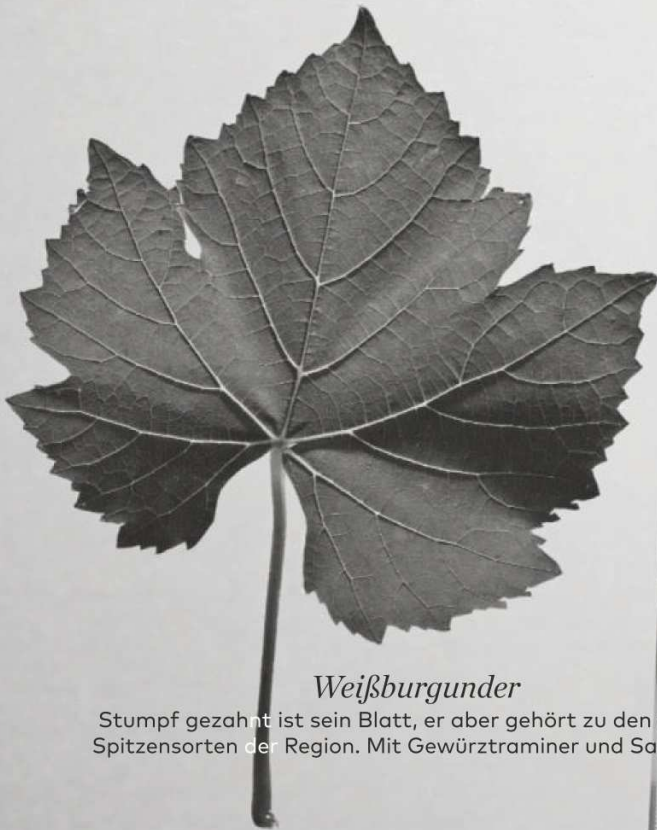 Weißburgunder
Stumpf gezahnt ist sein Blatt, er aber gehört zu den
Spitzensorten der Region. Mit Gewürztraminer und Sa